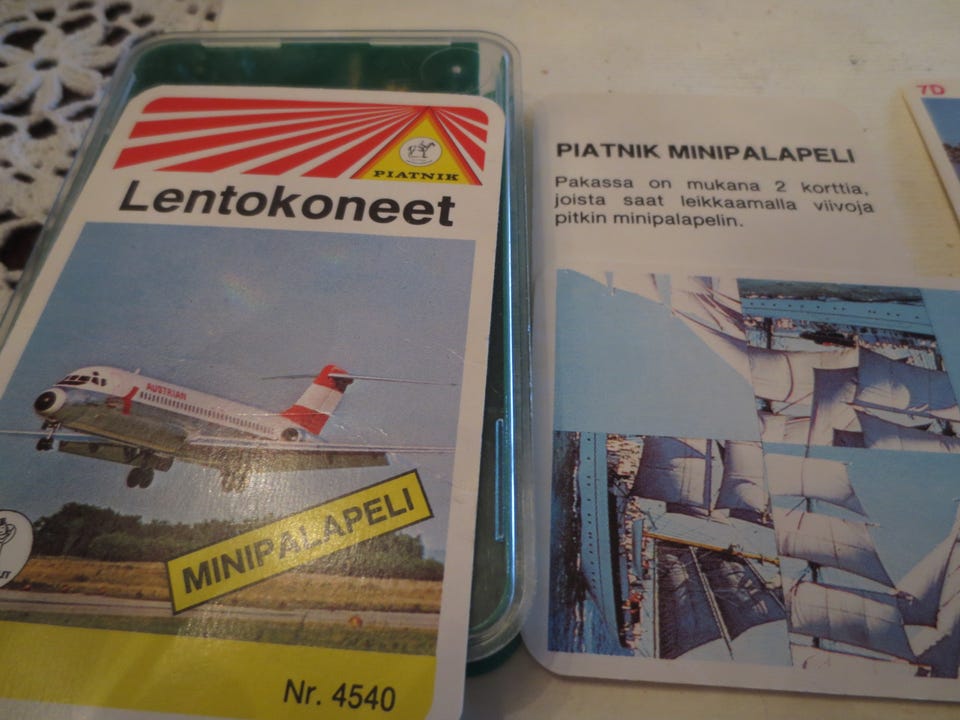 PIATNIK
Lentokoneet
AUSTRIAN
MINIPALAPELI
Nr. 4540
PIATNIK MINIPALAPELI
Pakassa on mukana 2 korttia,
joista saat leikkaamalla viivoja
pitkin minipalapelin.
7D